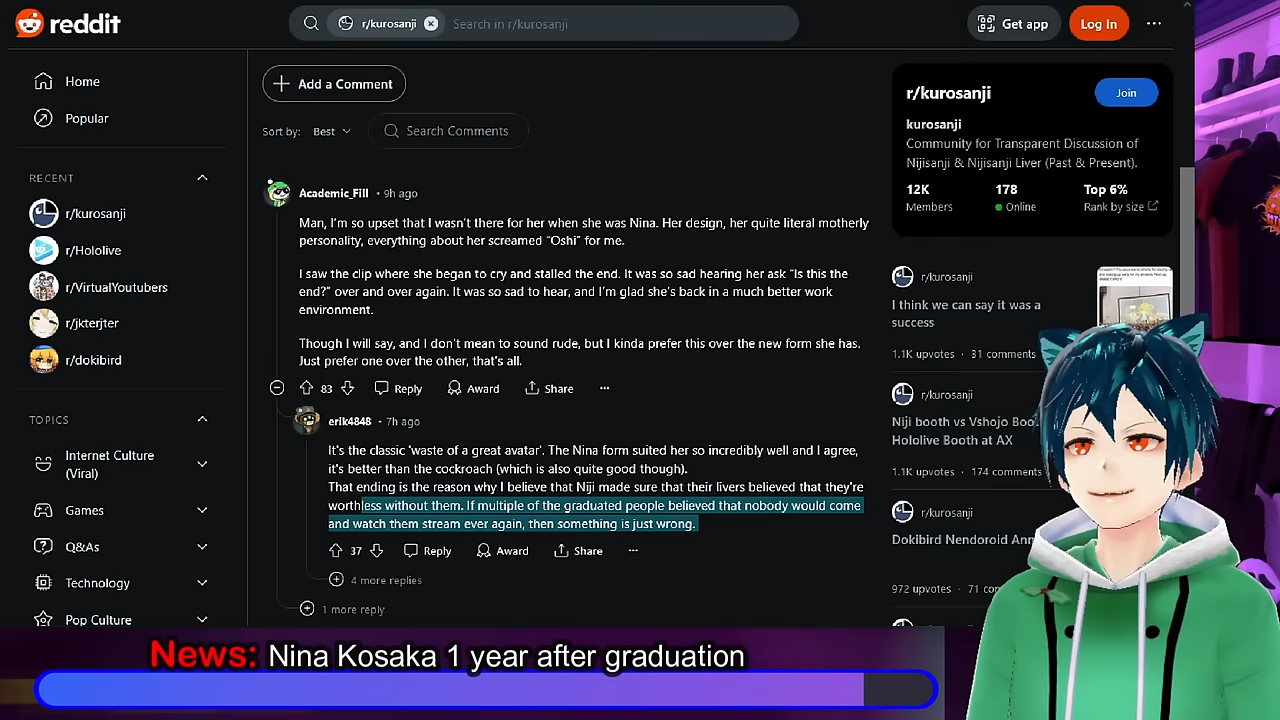 reddit
r/kurosanji
Search in r/kurosanji
Get app
Log In
Home
Popular
RECENT
r/kurosanji
r/Hololive
r/VirtualYoutubers
r/jkterjter
r/dokibird
TOPICS
Internet Culture
(Viral)
Games
Q&As
Technology
Pop Culture
Add a Comment
Sort by:
Best
Search Comments
Academic_Fill • 9h ago
Man, I'm so upset that I wasn't there for her when she was Nina. Her design, her quite literal motherly
personality, everything about her screamed "Oshi" for me.
I saw the clip where she began to cry and stalled the end. It was so sad hearing her ask "Is this the
end?" over and over again. It was so sad to hear, and I'm glad she's back in a much better work
environment.
Though I will say, and I don't mean to sound rude, but I kinda prefer this over the new form she has.
Just prefer one over the other, that's all.
83
Reply
Award
Share
erik4848 • 7h ago
It's the classic 'waste of a great avatar'. The Nina form suited her so incredibly well and I agree,
it's better than the cockroach (which is also quite good though).
That ending is the reason why I believe that Niji made sure that their livers believed that they're
worthless without them. If multiple of the graduated people believed that nobody would come
and watch them stream ever again, then something is just wrong.
37
Reply
Award
Share
4 more replies
1 more reply
r/kurosanji
Join
kurosanji
Community for Transparent Discussion of
Nijisanji & Nijisanji Liver (Past & Present).
12K
178
Top 6%
Members
Online
Rank by size
r/kurosanji
I think we can say it was a
success
1.1K upvotes · 31 comments
r/kurosanji
Niji booth vs Vshojo Boo
Hololive Booth at AX
1.1K upvotes · 174 comments
r/kurosanji
Dokibird Nendoroid Ann
972 upvotes · 71 com
News: Nina Kosaka 1 year after graduation